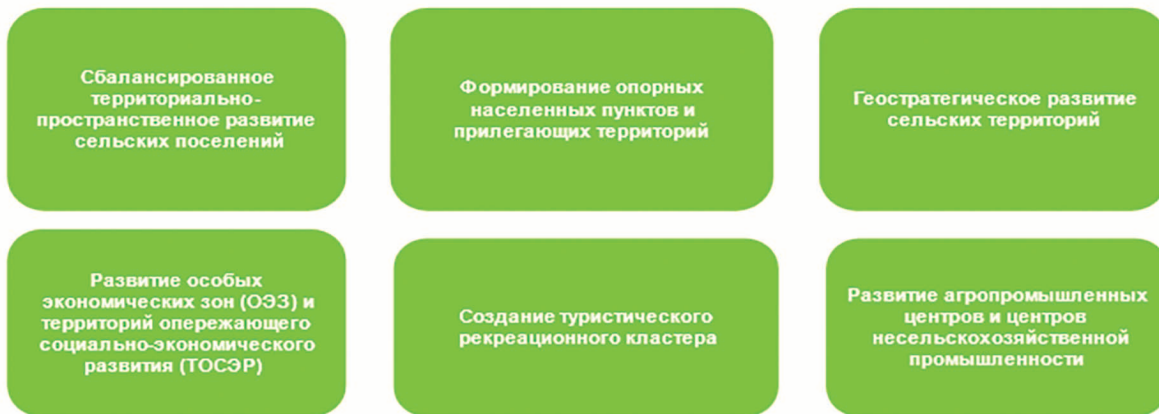 Сбалансированное
территориально-
пространственное развитие
сельских поселений
Формирование опорных
населенных пунктов и
прилегающих территорий
Геостратегическое развитие
сельских территорий
Развитие особых
экономических зон (ОЭЗ) и
территорий опережающего
социально-экономического
развития (ТОСЭР)
Создание туристического
рекреационного кластера
Развитие агропромышленных
центров и центров
несельскохозяйственной
промышленности